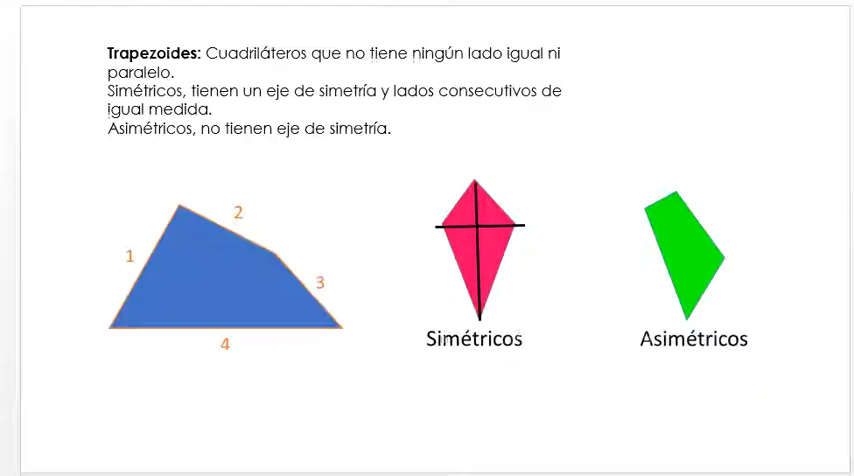 Trapezoides: Cuadriláteros que no tiene ningún lado igual ni
paralelo.
Simétricos, tienen un eje de simetría y lados consecutivos de
igual medida.
Asimétricos, no tienen eje de simetría.
2
1
3
4
Simétricos
Asimétricos